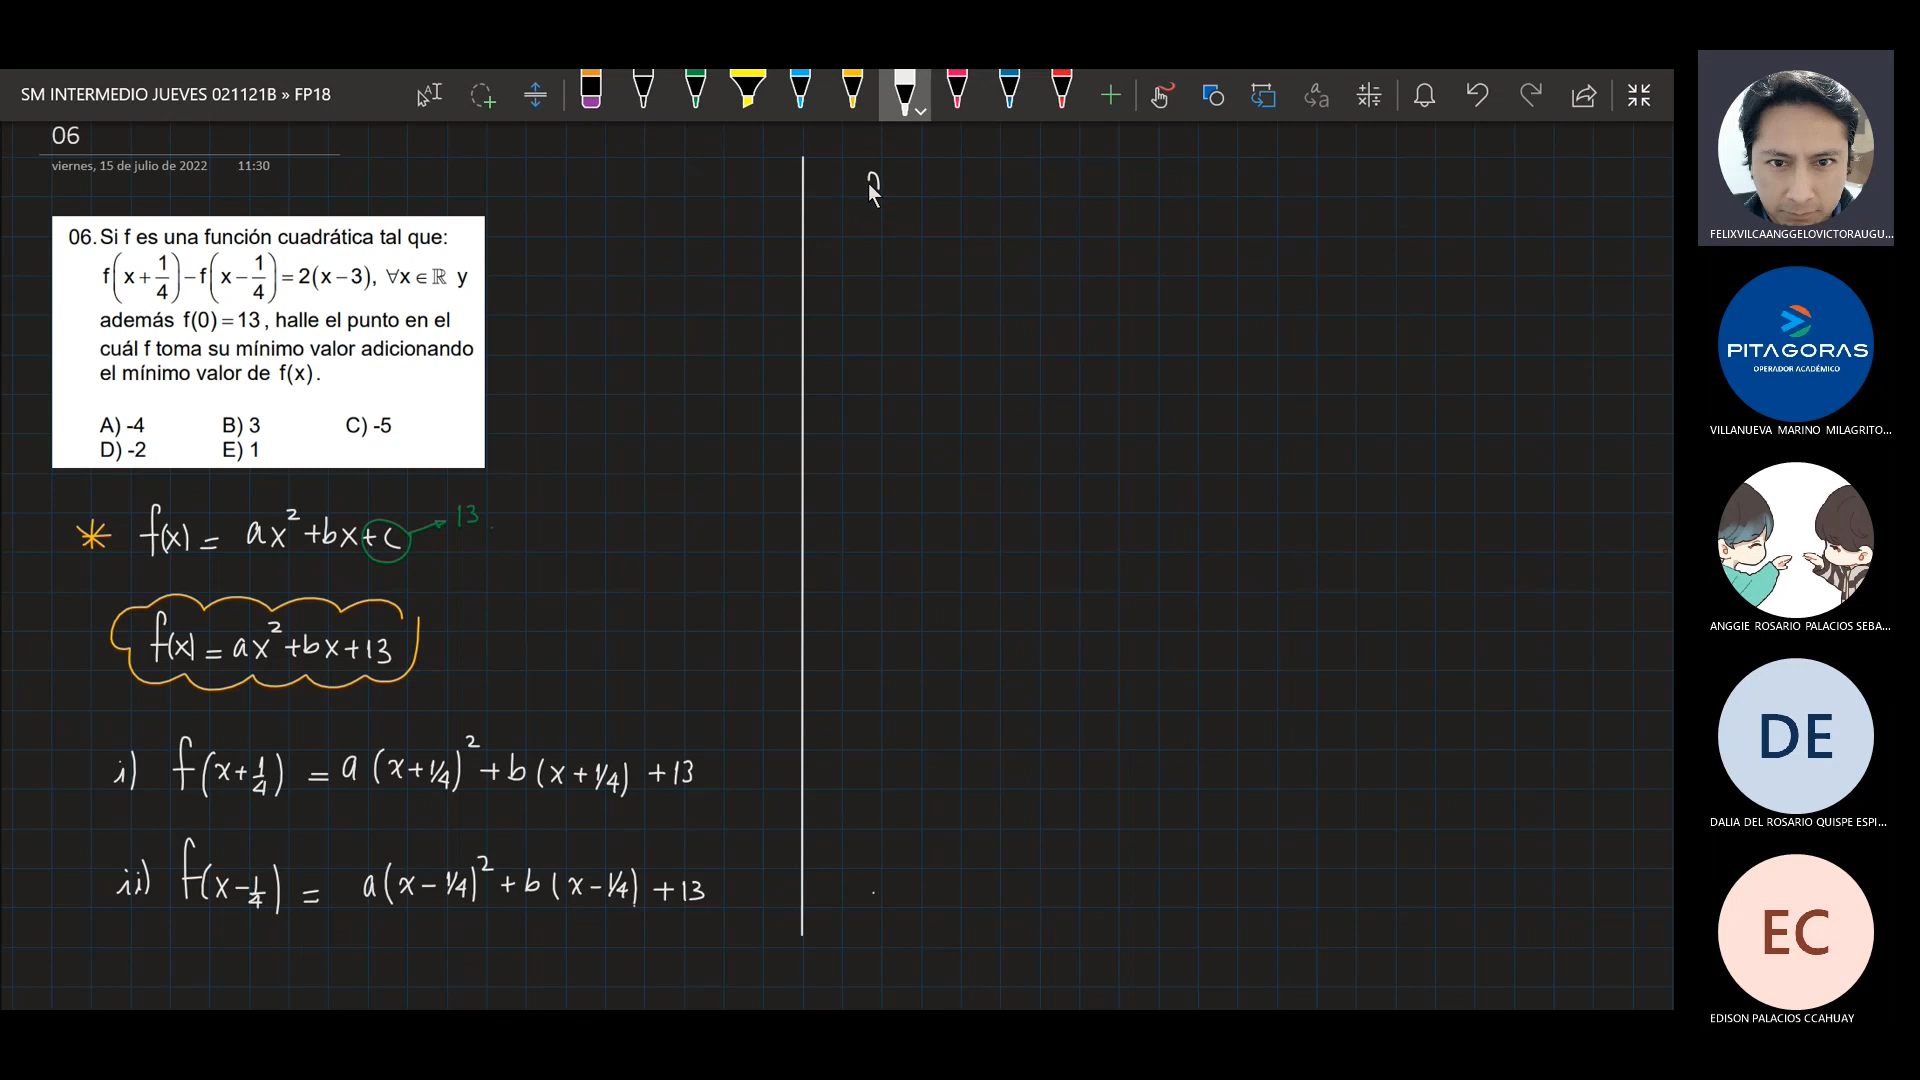 SM INTERMEDIO JUEVES 021121B » FP18
06
viernes, 15 de julio de 2022 11:30
06. Si f es una función cuadrática tal que:
f(x+1/4)−f(x−1/4)=2(x−3), ∀x∈ℝ y
además f(0)=13, halle el punto en el
cuál f toma su mínimo valor adicionando
el mínimo valor de f(x).
A) -4 B) 3 C) -5
D) -2 E) 1
* f(x) = ax²+bx+c → 13
f(x) = ax²+bx+13
i) f(x+1/4) = a(x+1/4)²+b(x+1/4)+13
ii) f(x−1/4) = a(x−1/4)²+b(x−1/4)+13
FELIXVILCAANGGELOVICTORAUGU...
PITAGORAS
OPERADOR ACADÉMICO
VILLANUEVA MARINO MILAGRITO...
ANGGIE ROSARIO PALACIOS SEBA...
DE
DALIA DEL ROSARIO QUISPE ESPI...
EC
EDISON PALACIOS CCAHUAY